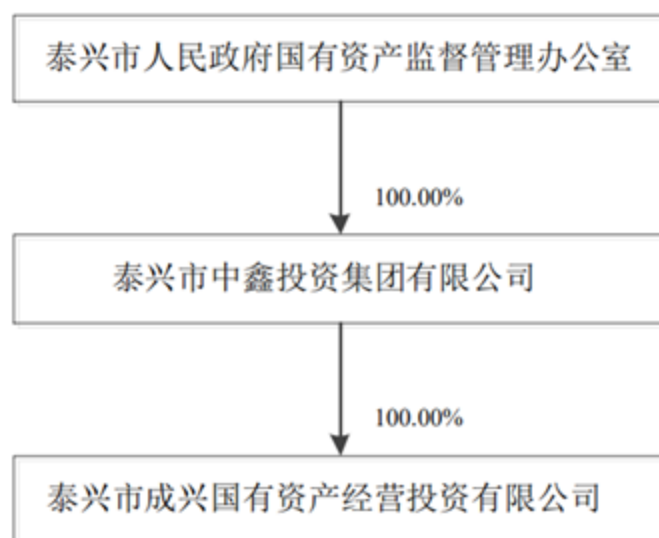 泰兴市人民政府国有资产监督管理办公室
100.00%
泰兴市中鑫投资集团有限公司
100.00%
泰兴市成兴国有资产经营投资有限公司